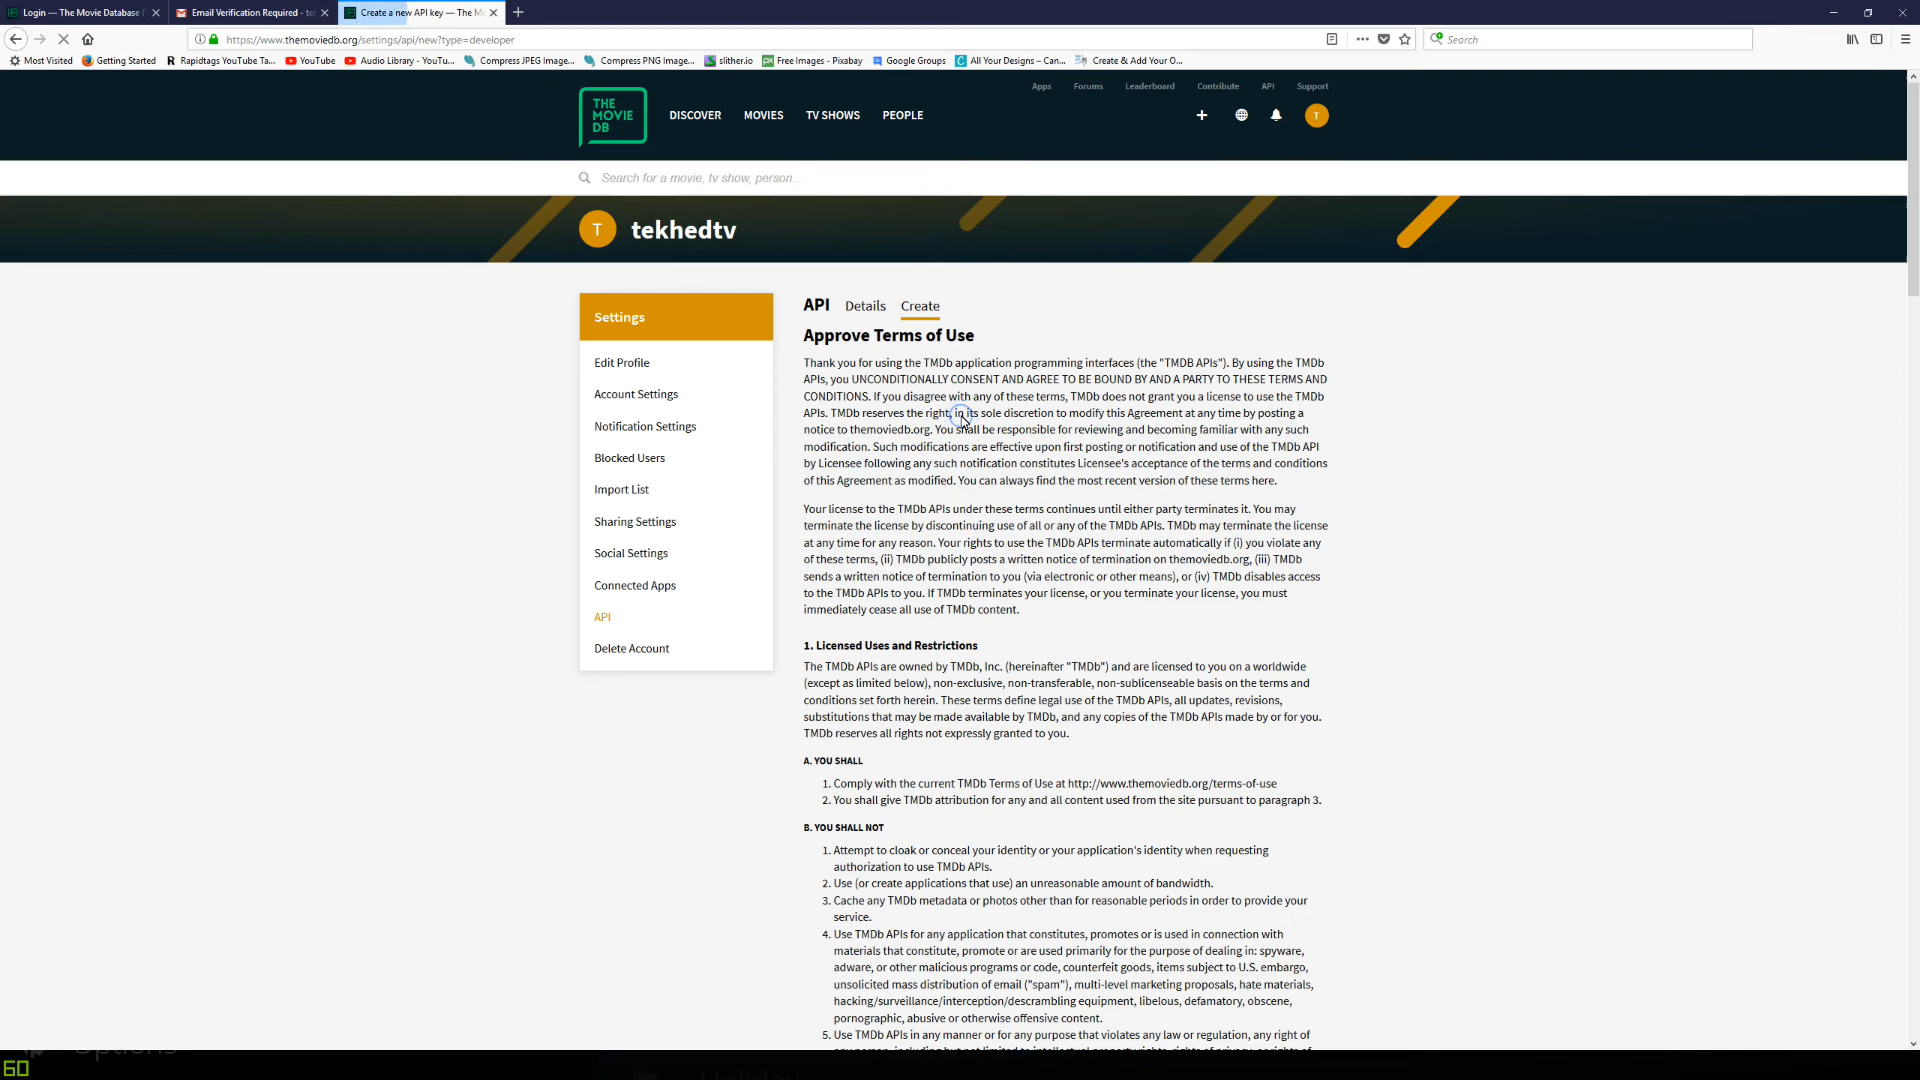 Login — The Movie Database (
Email Verification Required - tek
Create a new API key — The Mo
https://www.themoviedb.org/settings/api/new?type=developer
Search
Most Visited
Getting Started
Rapidtags YouTube Ta...
YouTube
Audio Library - YouTu...
Compress JPEG Image...
Compress PNG Image...
slither.io
Free Images - Pixabay
Google Groups
All Your Designs – Can...
Create & Add Your O...
Apps
Forums
Leaderboard
Contribute
API
Support
THE
MOVIE
DB
DISCOVER
MOVIES
TV SHOWS
PEOPLE
T
Search for a movie, tv show, person...
T
tekhedtv
Settings
Edit Profile
Account Settings
Notification Settings
Blocked Users
Import List
Sharing Settings
Social Settings
Connected Apps
API
Delete Account
API Details Create
Approve Terms of Use
Thank you for using the TMDb application programming interfaces (the "TMDB APIs"). By using the TMDb
APIs, you UNCONDITIONALLY CONSENT AND AGREE TO BE BOUND BY AND A PARTY TO THESE TERMS AND
CONDITIONS. If you disagree with any of these terms, TMDb does not grant you a license to use the TMDb
APIs. TMDb reserves the right, in its sole discretion to modify this Agreement at any time by posting a
notice to themoviedb.org. You shall be responsible for reviewing and becoming familiar with any such
modification. Such modifications are effective upon first posting or notification and use of the TMDb API
by Licensee following any such notification constitutes Licensee's acceptance of the terms and conditions
of this Agreement as modified. You can always find the most recent version of these terms here.
Your license to the TMDb APIs under these terms continues until either party terminates it. You may
terminate the license by discontinuing use of all or any of the TMDb APIs. TMDb may terminate the license
at any time for any reason. Your rights to use the TMDb APIs terminate automatically if (i) you violate any
of these terms, (ii) TMDb publicly posts a written notice of termination on themoviedb.org, (iii) TMDb
sends a written notice of termination to you (via electronic or other means), or (iv) TMDb disables access
to the TMDb APIs to you. If TMDb terminates your license, or you terminate your license, you must
immediately cease all use of TMDb content.
1. Licensed Uses and Restrictions
The TMDb APIs are owned by TMDb, Inc. (hereinafter "TMDb") and are licensed to you on a worldwide
(except as limited below), non-exclusive, non-transferable, non-sublicenseable basis on the terms and
conditions set forth herein. These terms define legal use of the TMDb APIs, all updates, revisions,
substitutions that may be made available by TMDb, and any copies of the TMDb APIs made by or for you.
TMDb reserves all rights not expressly granted to you.
A. YOU SHALL
1. Comply with the current TMDb Terms of Use at http://www.themoviedb.org/terms-of-use
2. You shall give TMDb attribution for any and all content used from the site pursuant to paragraph 3.
B. YOU SHALL NOT
1. Attempt to cloak or conceal your identity or your application's identity when requesting
authorization to use TMDb APIs.
2. Use (or create applications that use) an unreasonable amount of bandwidth.
3. Cache any TMDb metadata or photos other than for reasonable periods in order to provide your
service.
4. Use TMDb APIs for any application that constitutes, promotes or is used in connection with
materials that constitute, promote or are used primarily for the purpose of dealing in: spyware,
adware, or other malicious programs or code, counterfeit goods, items subject to U.S. embargo,
unsolicited mass distribution of email ("spam"), multi-level marketing proposals, hate materials,
hacking/surveillance/interception/descrambling equipment, libelous, defamatory, obscene,
pornographic, abusive or otherwise offensive content.
5. Use TMDb APIs in any manner or for any purpose that violates any law or regulation, any right of
60